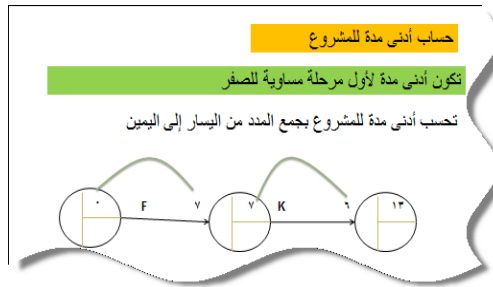 حساب أدنى مدة للمشروع
تكون أدنى مدة لأول مرحلة مساوية للصفر
تحسب أدنى مدة للمشروع بجمع المدد من اليسار إلى اليمين
٠ F ٧ ٧ K ٦ ١٣